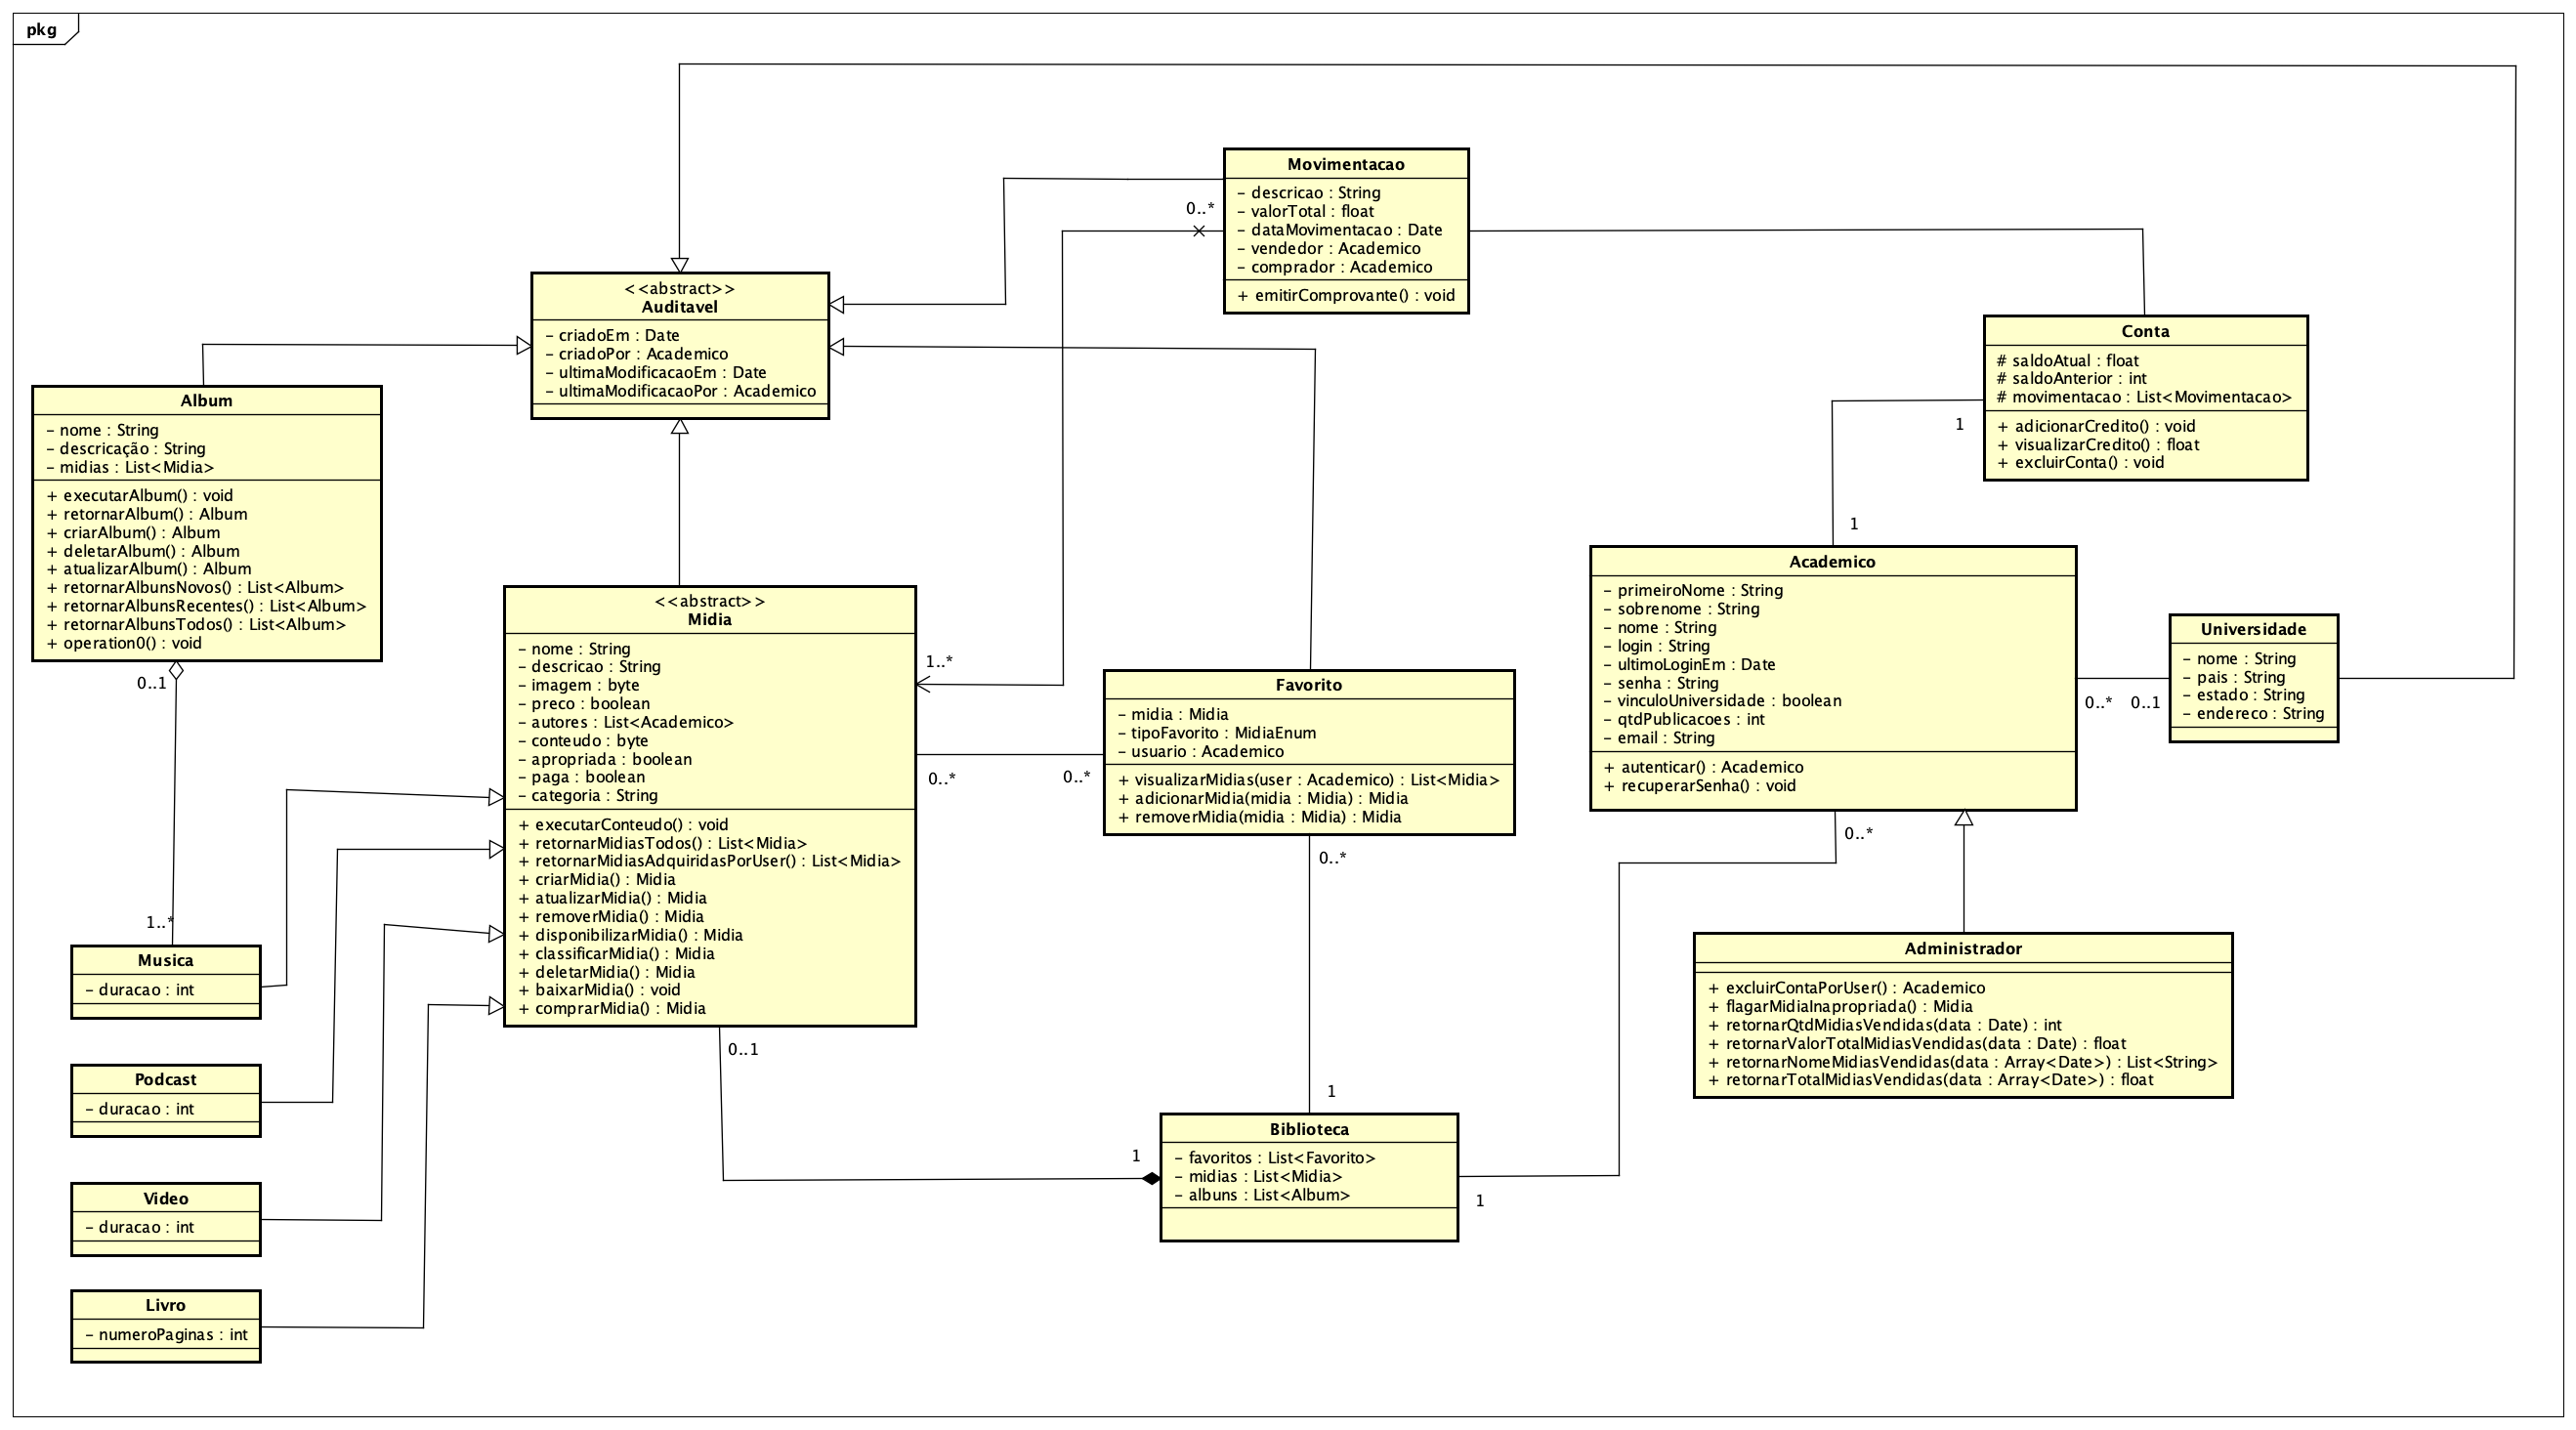 pkg
Movimentacao
- descricao : String
- valorTotal : float
- dataMovimentacao : Date
- vendedor : Academico
- comprador : Academico
+ emitirComprovante() : void
0..*
<<abstract>>
Auditavel
- criadoEm : Date
- criadoPor : Academico
- ultimaModificacaoEm : Date
- ultimaModificacaoPor : Academico
Conta
# saldoAtual : float
# saldoAnterior : int
# movimentacao : List<Movimentacao>
+ adicionarCredito() : void
+ visualizarCredito() : float
+ excluirConta() : void
1
1
Album
- nome : String
- descricação : String
- midias : List<Midia>
+ executarAlbum() : void
+ retornarAlbum() : Album
+ criarAlbum() : Album
+ deletarAlbum() : Album
+ atualizarAlbum() : Album
+ retornarAlbunsNovos() : List<Album>
+ retornarAlbunsRecentes() : List<Album>
+ retornarAlbunsTodos() : List<Album>
+ operation0() : void
0..1
1..*
<<abstract>>
Midia
- nome : String
- descricao : String
- imagem : byte
- preco : boolean
- autores : List<Academico>
- conteudo : byte
- apropriada : boolean
- paga : boolean
- categoria : String
+ executarConteudo() : void
+ retornarMidiasTodos() : List<Midia>
+ retornarMidiasAdquiridasPorUser() : List<Midia>
+ criarMidia() : Midia
+ atualizarMidia() : Midia
+ removerMidia() : Midia
+ disponibilizarMidia() : Midia
+ classificarMidia() : Midia
+ deletarMidia() : Midia
+ baixarMidia() : void
+ comprarMidia() : Midia
1..*
0..*
0..*
0..1
Favorito
- midia : Midia
- tipoFavorito : MidiaEnum
- usuario : Academico
+ visualizarMidias(user : Academico) : List<Midia>
+ adicionarMidia(midia : Midia) : Midia
+ removerMidia(midia : Midia) : Midia
0..*
1
Academico
- primeiroNome : String
- sobrenome : String
- nome : String
- login : String
- ultimoLoginEm : Date
- senha : String
- vinculoUniversidade : boolean
- qtdPublicacoes : int
- email : String
+ autenticar() : Academico
+ recuperarSenha() : void
0..*
0..*
0..1
Universidade
- nome : String
- pais : String
- estado : String
- endereco : String
Administrador
+ excluirContaPorUser() : Academico
+ flagarMidiaInapropriada() : Midia
+ retornarQtdMidiasVendidas(data : Date) : int
+ retornarValorTotalMidiasVendidas(data : Date) : float
+ retornarNomeMidiasVendidas(data : Array<Date>) : List<String>
+ retornarTotalMidiasVendidas(data : Array<Date>) : float
Musica
- duracao : int
Podcast
- duracao : int
Video
- duracao : int
Livro
- numeroPaginas : int
1
Biblioteca
- favoritos : List<Favorito>
- midias : List<Midia>
- albuns : List<Album>
1